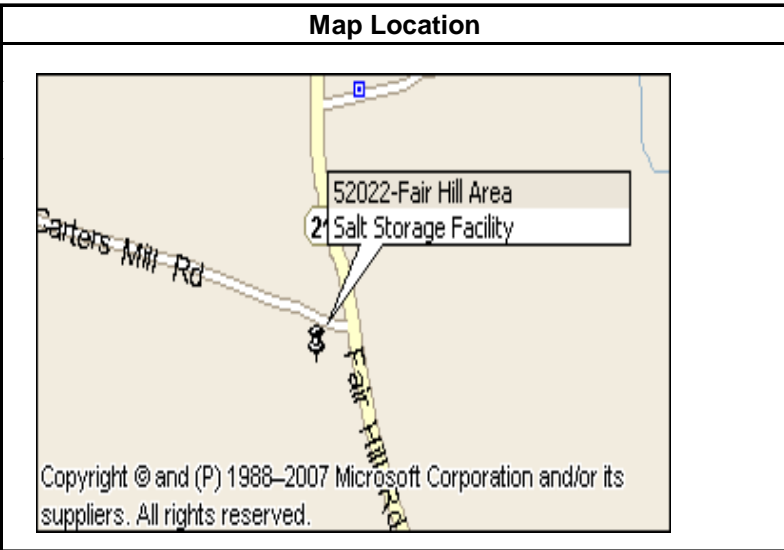 Map Location
52022-Fair Hill Area
Salt Storage Facility
Carters Mill Rd
Fair Hill Rd
Copyright © and (P) 1988–2007 Microsoft Corporation and/or its
suppliers. All rights reserved.